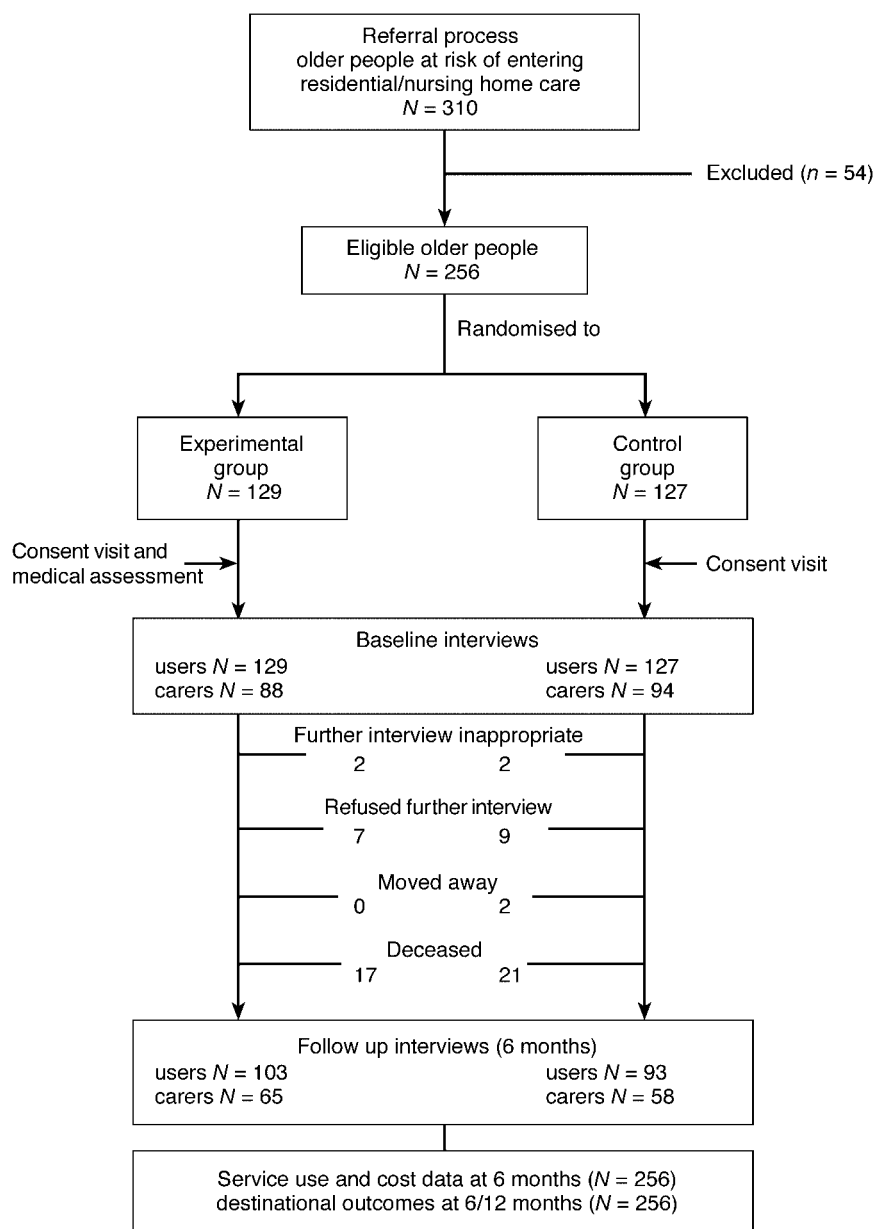 Referral process
older people at risk of entering
residential/nursing home care
N = 310
Excluded (n = 54)
Eligible older people
N = 256
Randomised to
Experimental
group
N = 129
Control
group
N = 127
Consent visit and
medical assessment
Consent visit
Baseline interviews
users N = 129 users N = 127
carers N = 88 carers N = 94
Further interview inappropriate
2 2
Refused further interview
7 9
Moved away
0 2
Deceased
17 21
Follow up interviews (6 months)
users N = 103 users N = 93
carers N = 65 carers N = 58
Service use and cost data at 6 months (N = 256)
destinational outcomes at 6/12 months (N = 256)